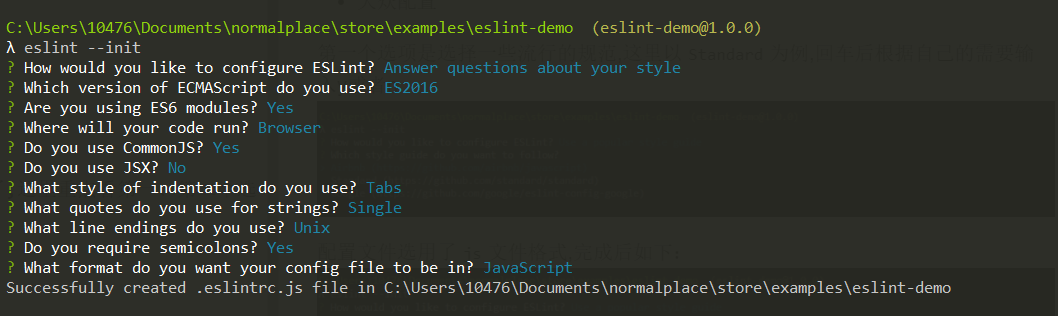 C:\Users\10476\Documents\normalplace\store\examples\eslint-demo (eslint-demo@1.0.0)
λ eslint --init
? How would you like to configure ESLint? Answer questions about your style
? Which version of ECMAScript do you use? ES2016
? Are you using ES6 modules? Yes
? Where will your code run? Browser
? Do you use CommonJS? Yes
? Do you use JSX? No
? What style of indentation do you use? Tabs
? What quotes do you use for strings? Single
? What line endings do you use? Unix
? Do you require semicolons? Yes
? What format do you want your config file to be in? JavaScript
Successfully created .eslintrc.js file in C:\Users\10476\Documents\normalplace\store\examples\eslint-demo